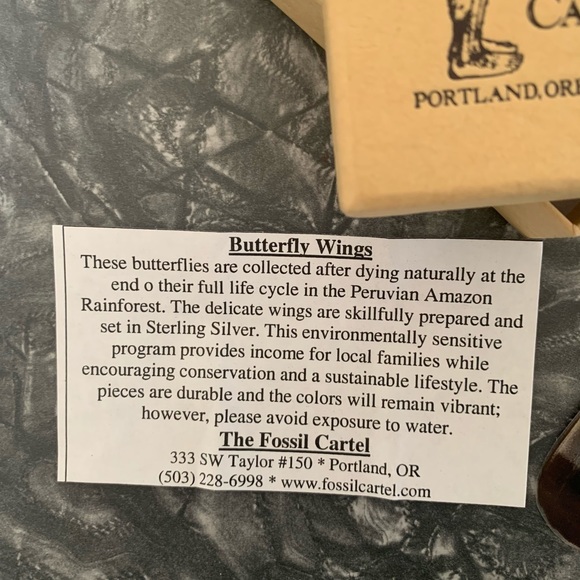 CA
PORTLAND, ORE
Butterfly Wings
These butterflies are collected after dying naturally at the
end o their full life cycle in the Peruvian Amazon
Rainforest. The delicate wings are skillfully prepared and
set in Sterling Silver. This environmentally sensitive
program provides income for local families while
encouraging conservation and a sustainable lifestyle. The
pieces are durable and the colors will remain vibrant;
however, please avoid exposure to water.
The Fossil Cartel
333 SW Taylor #150 * Portland, OR
(503) 228-6998 * www.fossilcartel.com